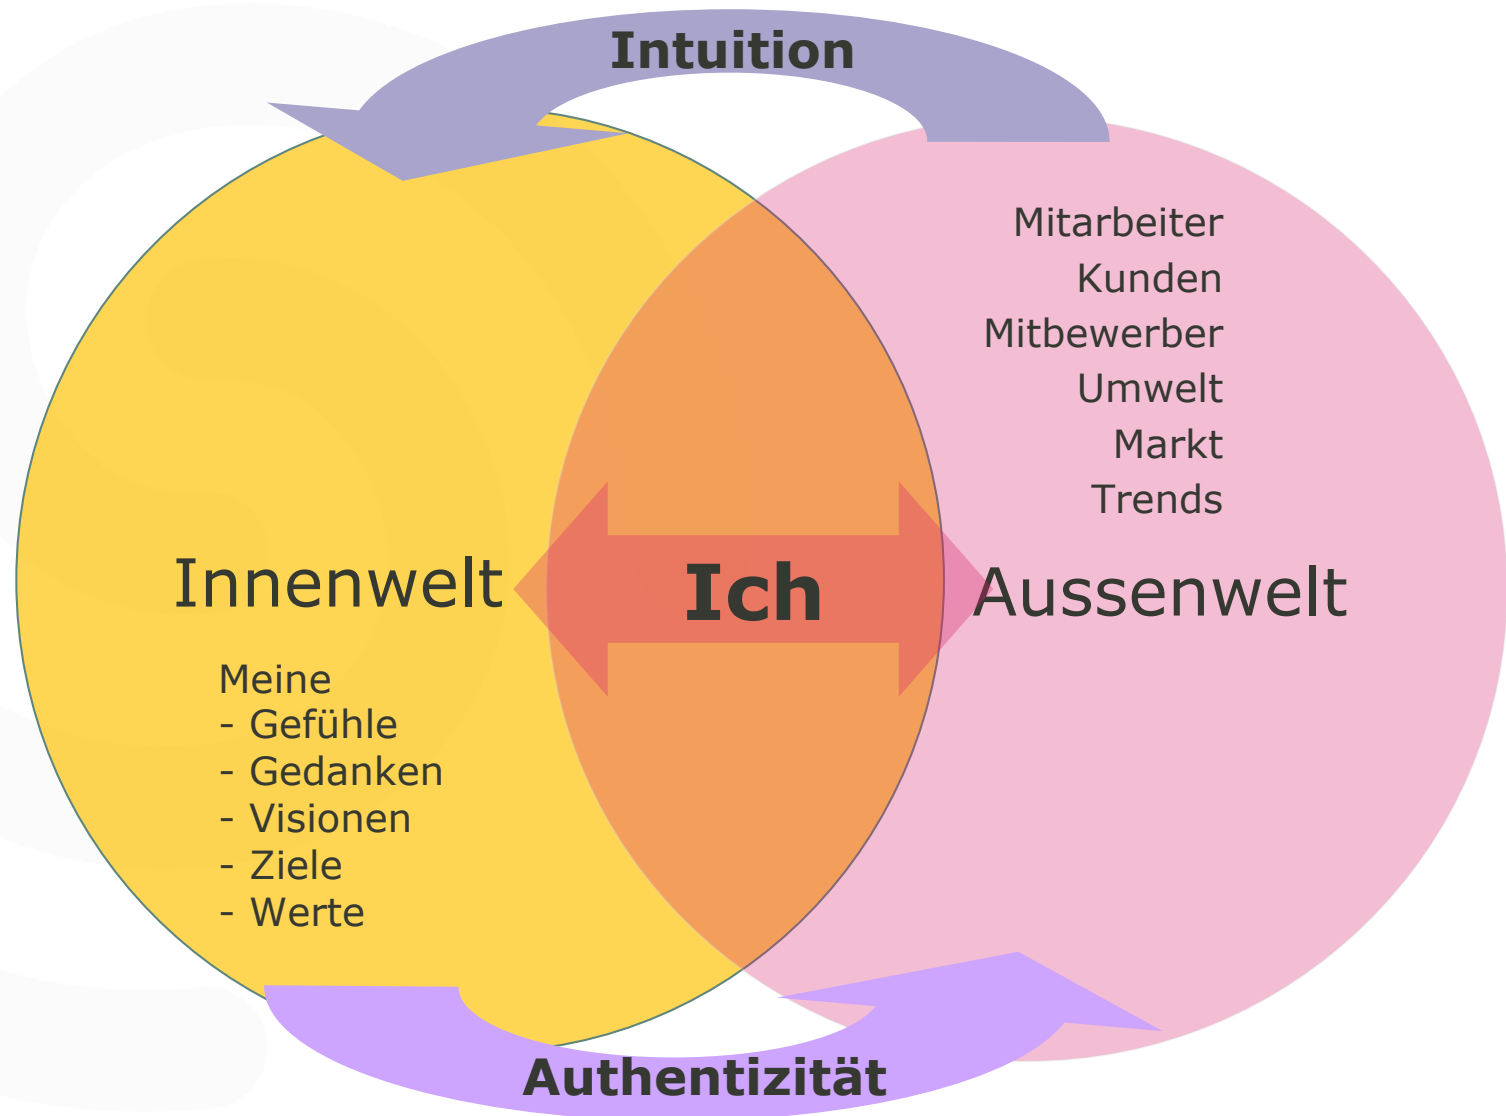 Intuition
Mitarbeiter
Kunden
Mitbewerber
Umwelt
Markt
Trends
Innenwelt
Ich
Aussenwelt
Meine
- Gefühle
- Gedanken
- Visionen
- Ziele
- Werte
Authentizität